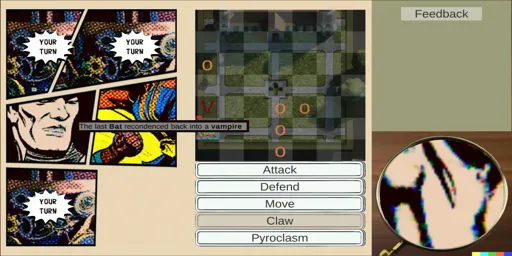 Feedback
YOUR
TURN
YOUR
TURN
The last Bat recondenced back into a vampire
o
V
o o
o
o
Attack
Defend
Move
Claw
Pyroclasm
YOUR
TURN